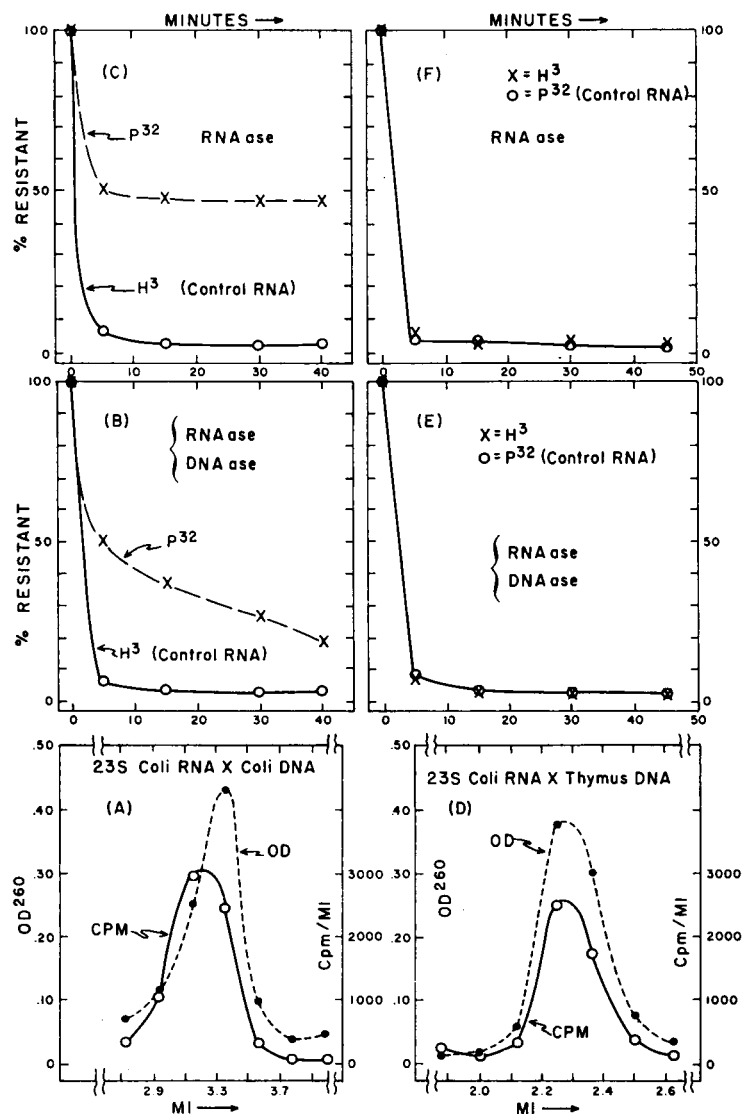 MINUTES →
MINUTES →
(C)
P³²
RNA ase
H³ (Control RNA)
% RESISTANT
50
0
0 10 20 30 40
(F)
X = H³
O = P³² (Control RNA)
RNA ase
100
50
0
0 10 20 30 40 50
100
(B)
RNA ase
DNA ase
P³²
H³ (Control RNA)
% RESISTANT
50
0
0 10 20 30 40
(E)
X = H³
O = P³² (Control RNA)
RNA ase
DNA ase
50
0
0 10 20 30 40 50
.50
23S Coli RNA X Coli DNA
(A)
OD
CPM
OD²⁶⁰
.40
.30
.20
.10
0
3000
2000
1000
0
Cpm/Ml
2.9 3.3 3.7
Ml →
.50
23S Coli RNA X Thymus DNA
(D)
OD
CPM
OD²⁶⁰
.40
.30
.20
.10
0
3000
2000
1000
0
Cpm/Ml
2.0 2.2 2.4 2.6
Ml →